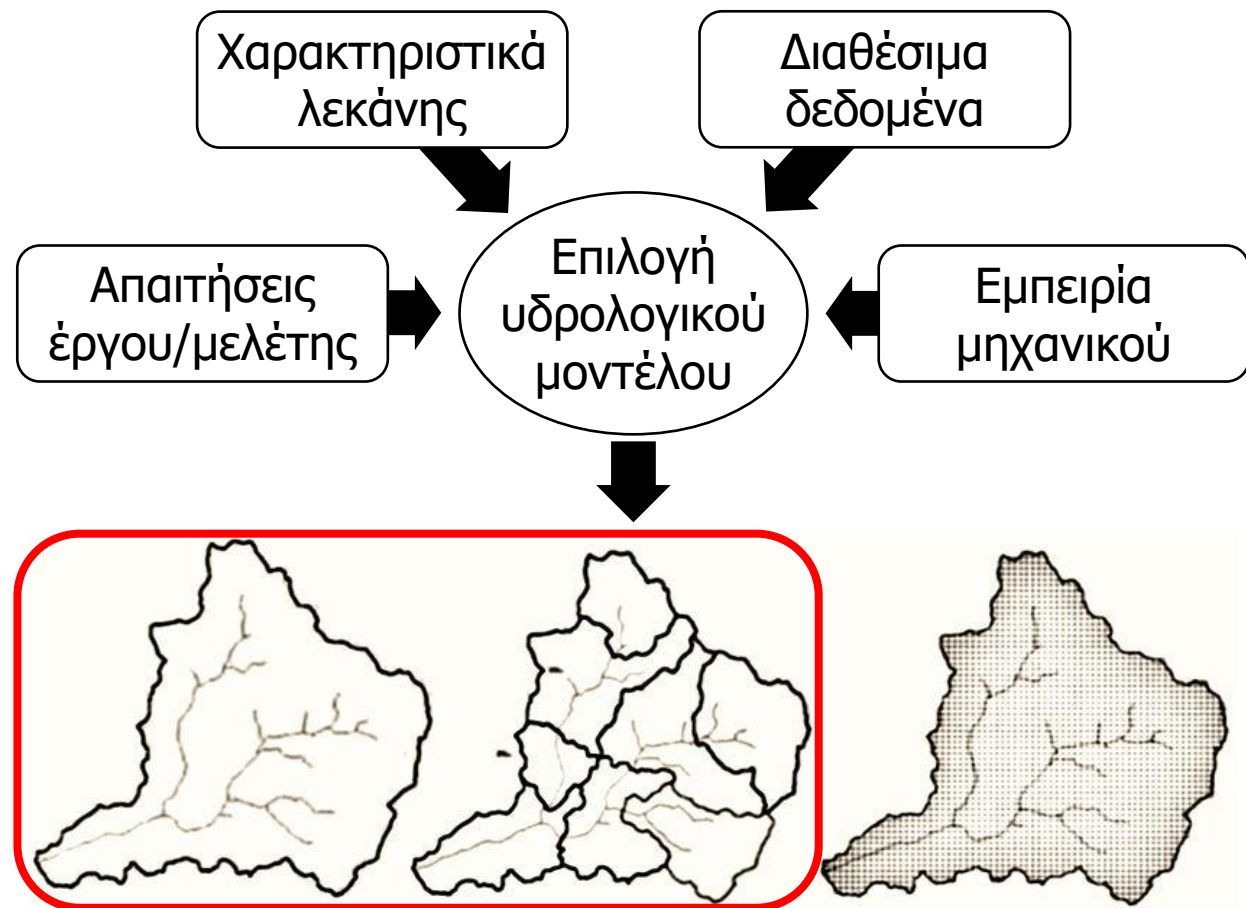 Χαρακτηριστικά
λεκάνης
Διαθέσιμα
δεδομένα
Απαιτήσεις
έργου/μελέτης
Επιλογή
υδρολογικού
μοντέλου
Εμπειρία
μηχανικού